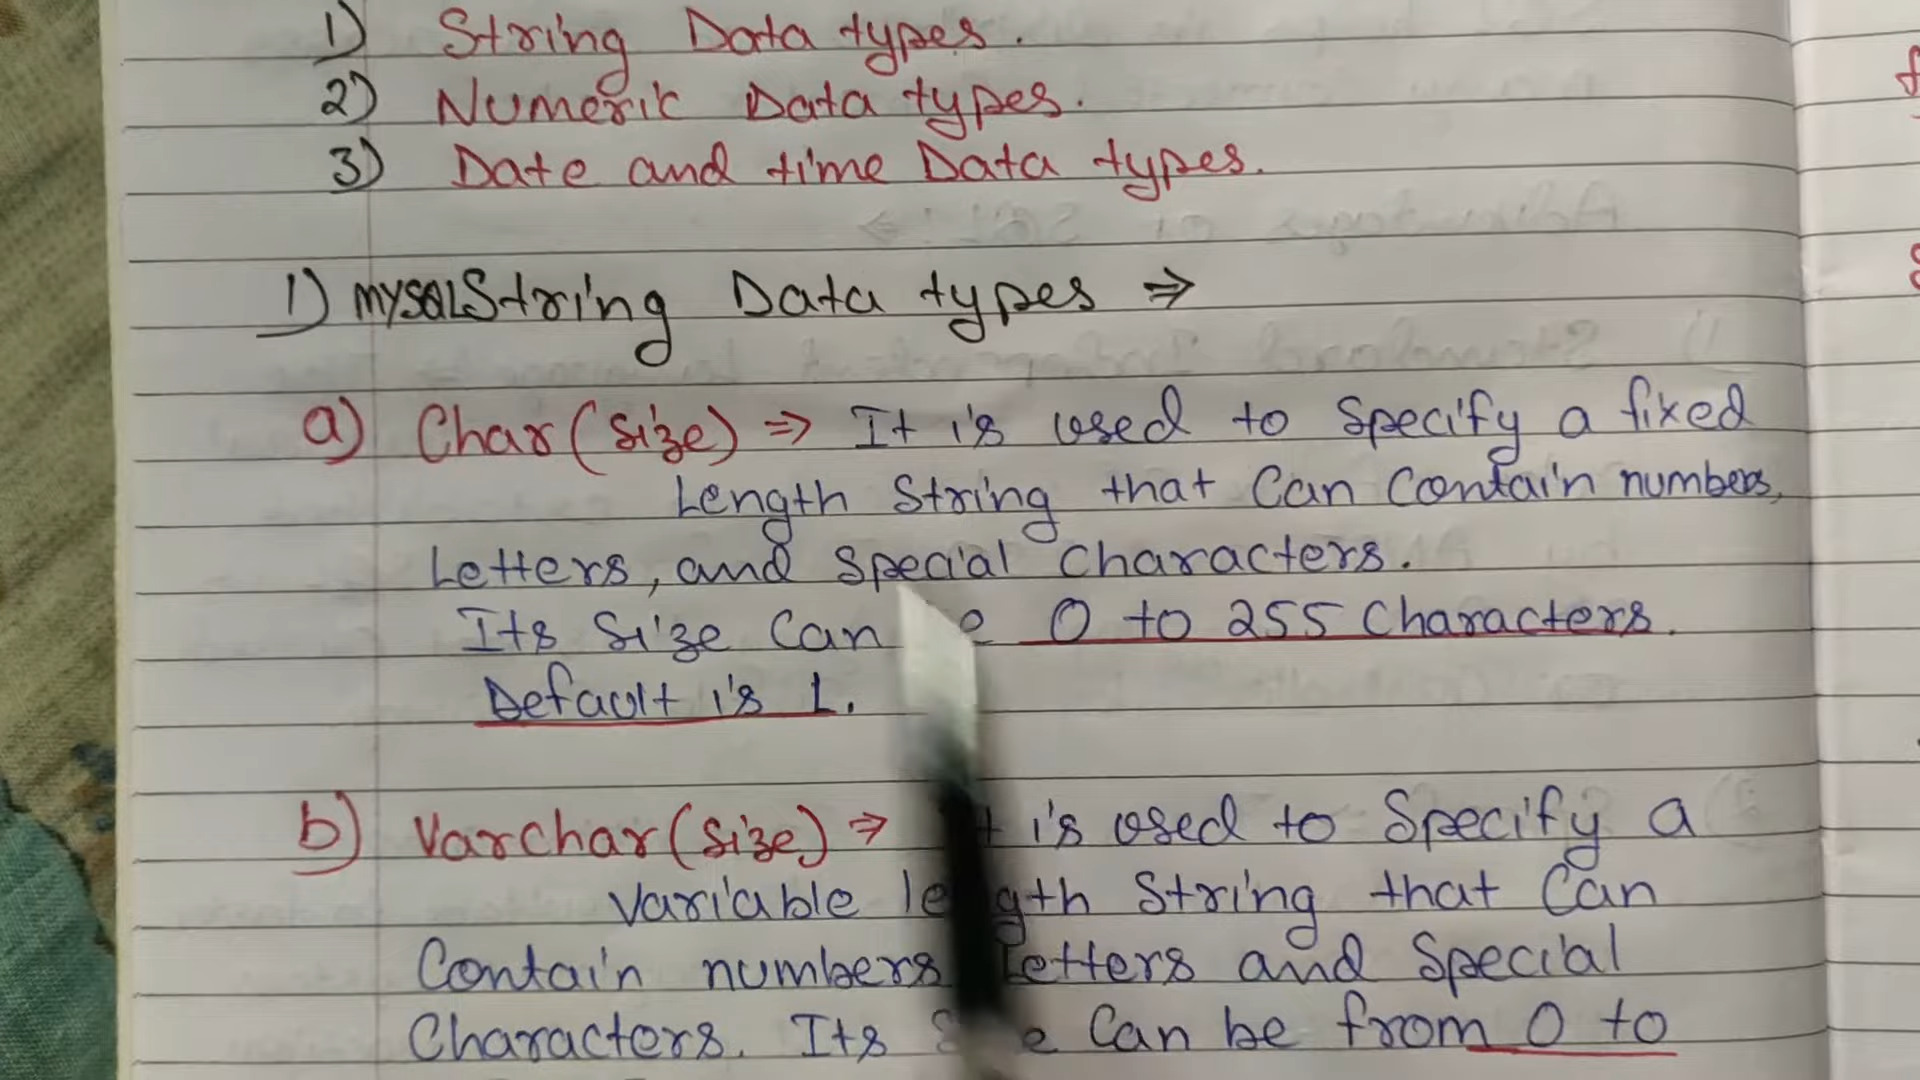 1) String Data types.
2) Numeric Data types.
3) Date and time Data types.
1) MYSQL String Data types ⇒
a) Char (size) ⇒ It is used to specify a fixed
Length String that can contain numbers,
Letters, and special characters.
Its size can 0 to 255 characters.
Default is 1.
b) Varchar (size) ⇒ is used to specify a
variable length string that can
contain numbers letters and special
characters. Its can be from 0 to